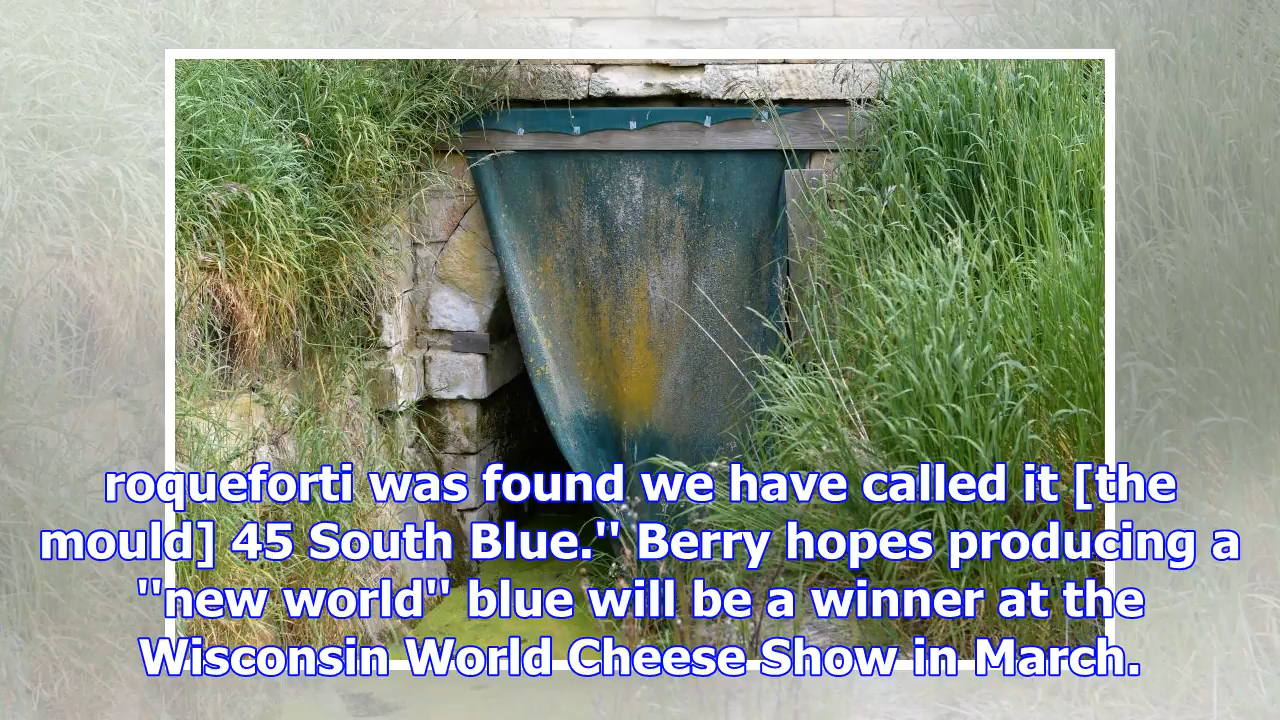 roqueforti was found we have called it [the
mould] 45 South Blue." Berry hopes producing a
"new world" blue will be a winner at the
Wisconsin World Cheese Show in March.